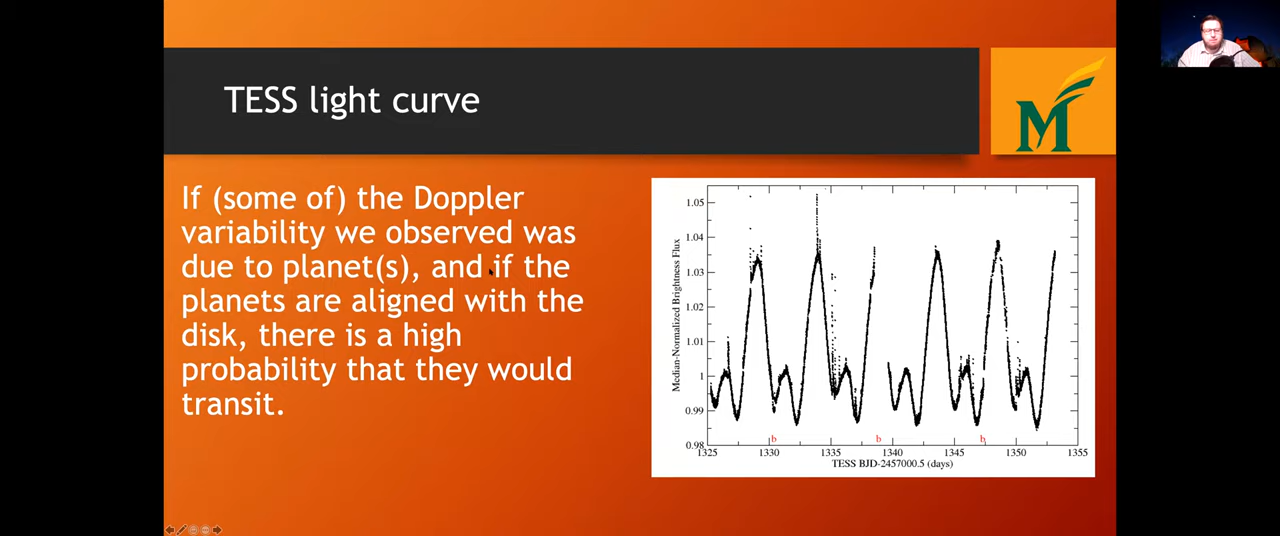 TESS light curve
M
If (some of) the Doppler
variability we observed was
due to planet(s), and if the
planets are aligned with the
disk, there is a high
probability that they would
transit.
Median-Normalized Brightness Flux
1.05
1.04
1.03
1.02
1.01
1
0.99
0.98
b b b
1325 1330 1335 1340 1345 1350 1355
TESS BJD-2457000.5 (days)